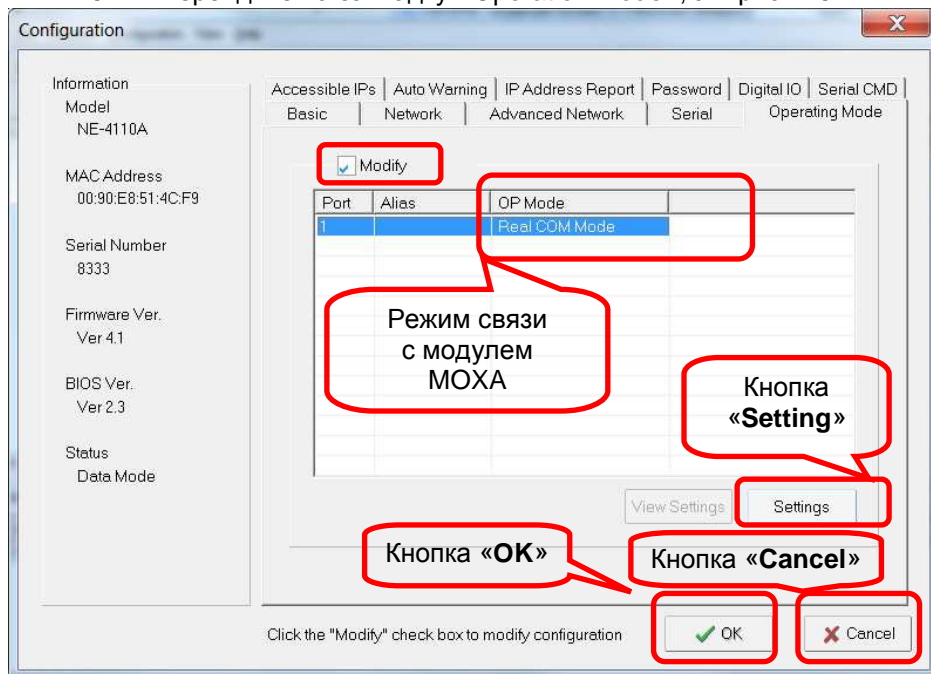 Configuration
Information
Model
NE-4110A
MAC Address
00:90:E8:51:4C:F9
Serial Number
8333
Firmware Ver.
Ver 4.1
BIOS Ver.
Ver 2.3
Status
Data Mode
Accessible IPs Auto Warning IP Address Report Password Digital IO Serial CMD
Basic Network Advanced Network Serial Operating Mode
Modify
Port Alias OP Mode
1 Real COM Mode
Режим связи
с модулем
МОХА
Кнопка
«Setting»
View Settings Settings
Кнопка «OK»
Кнопка «Cancel»
Click the "Modify" check box to modify configuration
OK Cancel